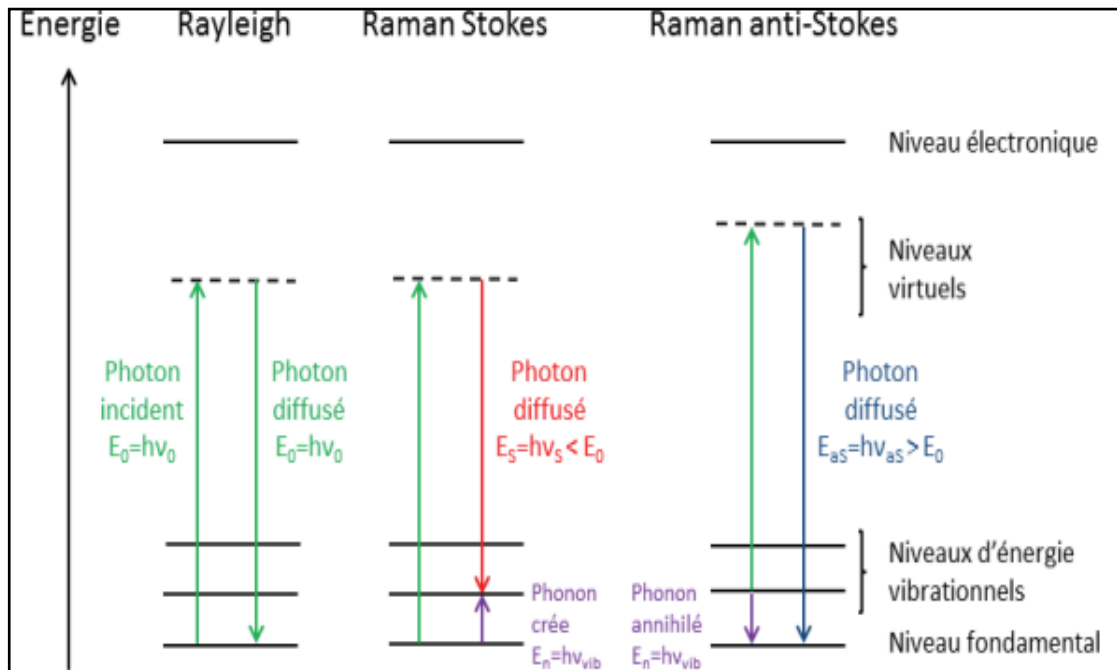 Energie
Rayleigh
Raman Stokes
Raman anti-Stokes
Niveau électronique
Niveaux
virtuels
Photon
incident
E₀=hν₀
Photon
diffusé
E₀=hν₀
Photon
diffusé
Eₛ=hνₛ < E₀
Photon
diffusé
EₐS=hνₐS > E₀
Niveaux d'énergie
vibrationnels
Phonon
crée
Eₙ=hνvib
Phonon
annihilé
Eₙ=hνvib
Niveau fondamental